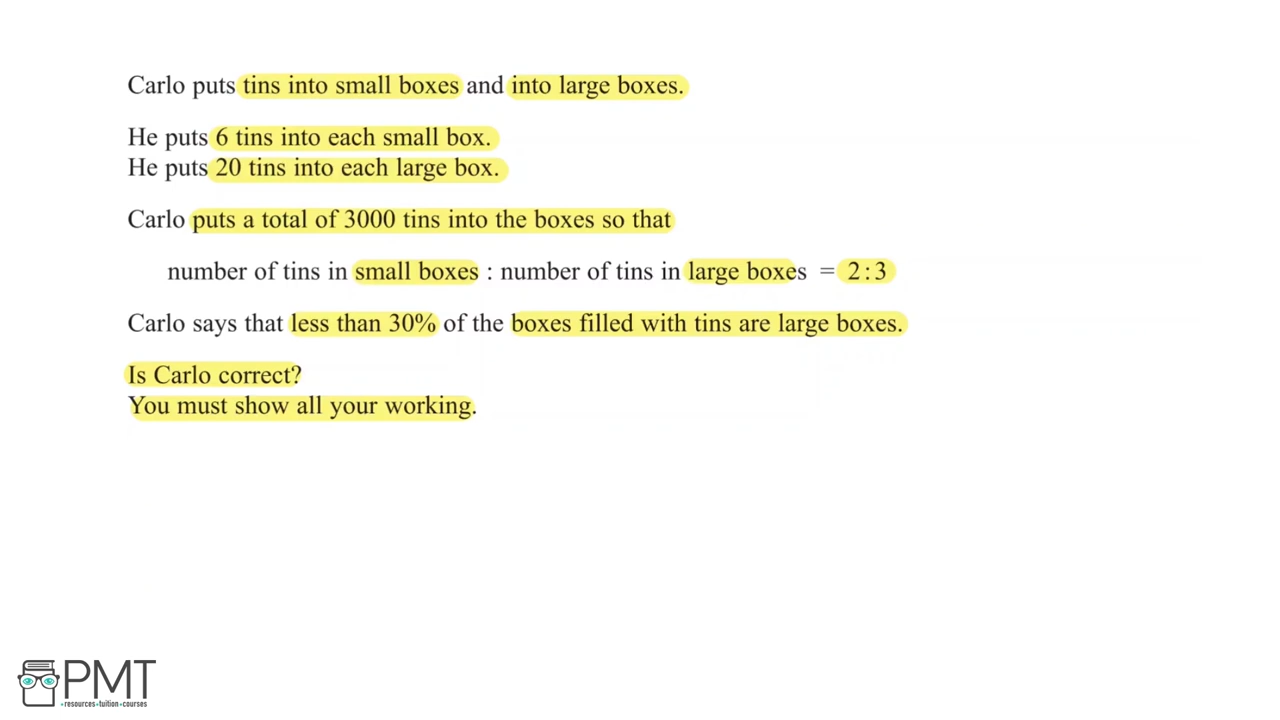 Carlo puts tins into small boxes and into large boxes.
He puts 6 tins into each small box.
He puts 20 tins into each large box.
Carlo puts a total of 3000 tins into the boxes so that
number of tins in small boxes : number of tins in large boxes = 2 : 3
Carlo says that less than 30% of the boxes filled with tins are large boxes.
Is Carlo correct?
You must show all your working.
PMT
•resources•tuition•courses